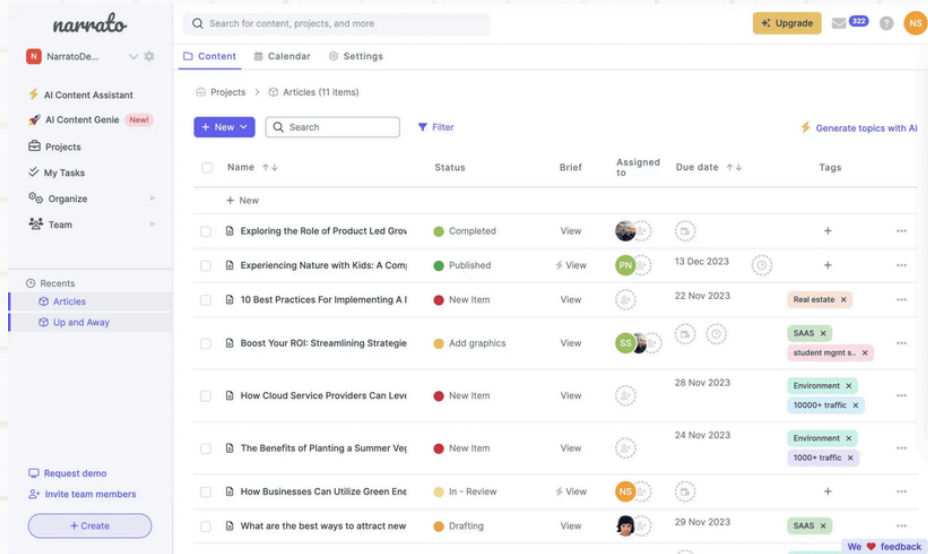 narrato
Search for content, projects, and more
Upgrade
322
?
NS
N NarratoDe...
Content
Calendar
Settings
AI Content Assistant
AI Content Genie New!
Projects
My Tasks
Organize
Team
Recents
Articles
Up and Away
Request demo
Invite team members
+ Create
Projects > Articles (11 items)
+ New
Search
Filter
Generate topics with AI
Name ↑↓ Status Brief Assigned to Due date ↑↓ Tags
+ New
Exploring the Role of Product Led Grov Completed View +
Experiencing Nature with Kids: A Comp Published View PN 13 Dec 2023 +
10 Best Practices For Implementing A New Item View 22 Nov 2023 Real estate ×
Boost Your ROI: Streamlining Strategie Add graphics View SS SAAS ×
student mgmt s.. ×
How Cloud Service Providers Can Leve New Item View 28 Nov 2023 Environment ×
10000+ traffic ×
The Benefits of Planting a Summer Veg New Item View 24 Nov 2023 Environment ×
1000+ traffic ×
How Businesses Can Utilize Green Ene In - Review View NS +
What are the best ways to attract new Drafting View 29 Nov 2023 SAAS ×
We ❤ feedback